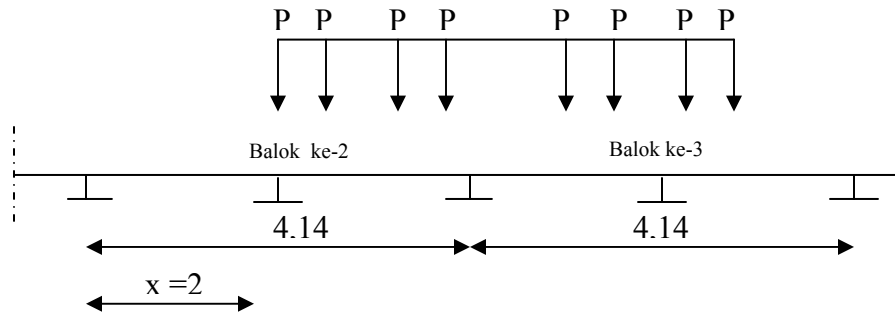 P P P P P P P P
Balok ke-2 Balok ke-3
4.14 4.14
x =2